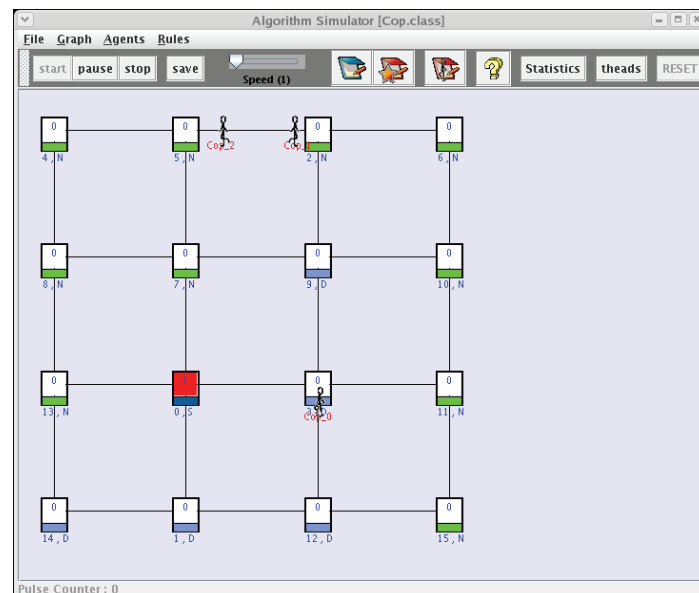 Algorithm Simulator [Cop.class]
File Graph Agents Rules
start pause stop save Speed (1) Statistics theads RESET
0 0 0 0
Cop_2
4 , N 5 , N 2 , N 6 , N
0 0 0 0
8 , N 7 , N 9 , D 10 , N
0 1 0 0
13 , N 0 , S 11 , N
Cop_0
0 0 0 0
14 , D 1 , D 12 , D 15 , N
Pulse Counter : 0